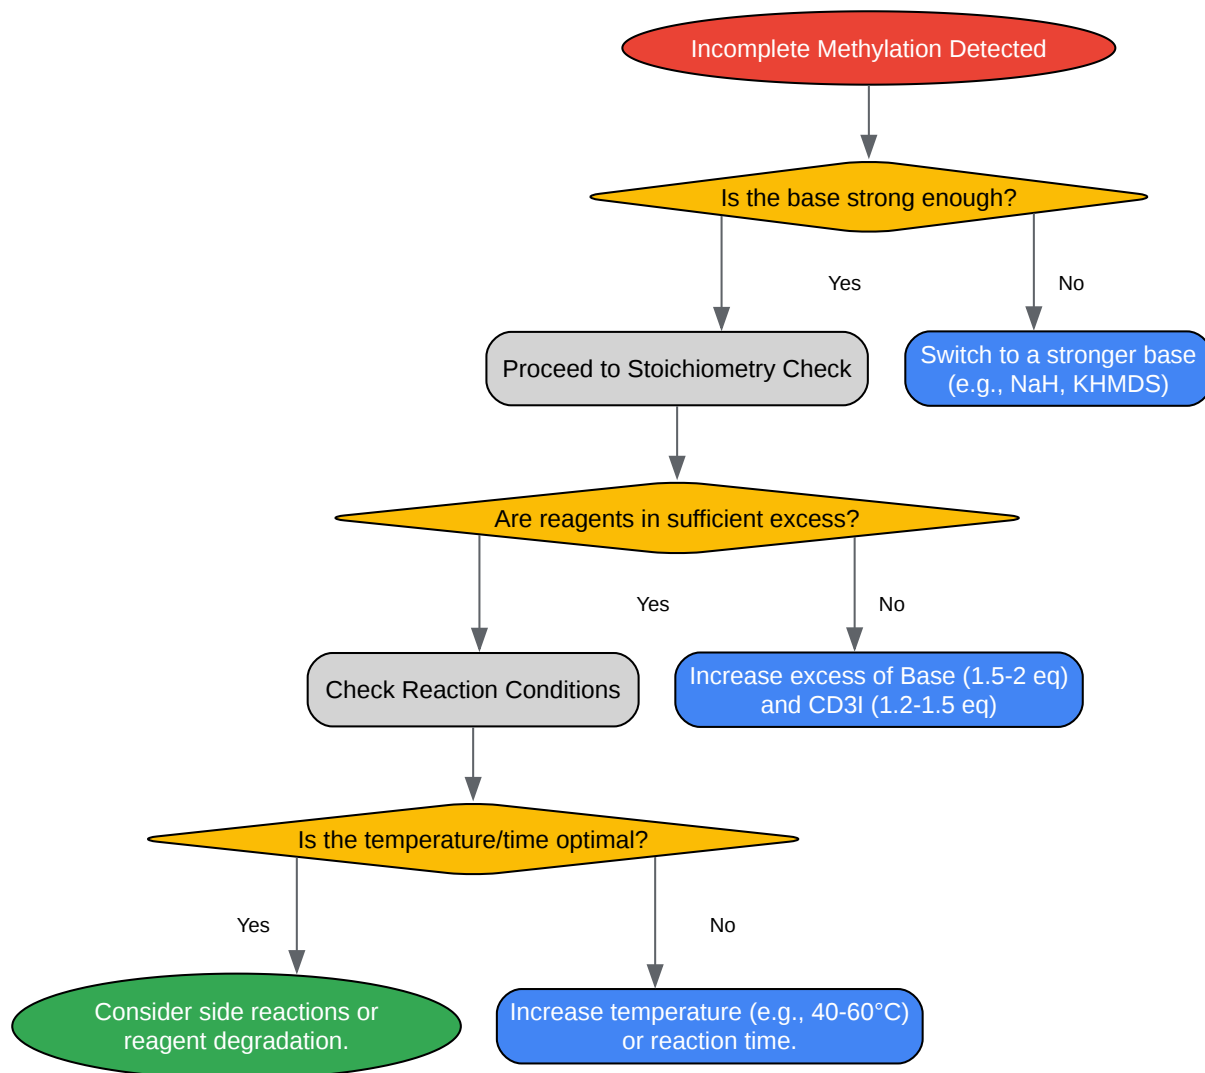 Incomplete Methylation Detected
Is the base strong enough?
Yes
No
Proceed to Stoichiometry Check
Switch to a stronger base
(e.g., NaH, KHMDS)
Are reagents in sufficient excess?
Yes
No
Check Reaction Conditions
Increase excess of Base (1.5-2 eq)
and CD3I (1.2-1.5 eq)
Is the temperature/time optimal?
Yes
No
Consider side reactions or
reagent degradation.
Increase temperature (e.g., 40-60°C)
or reaction time.